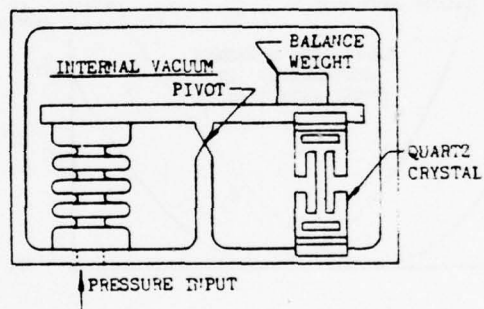 BALANCE
WEIGHT
INTERNAL VACUUM
PIVOT
QUARTZ
CRYSTAL
PRESSURE INPUT